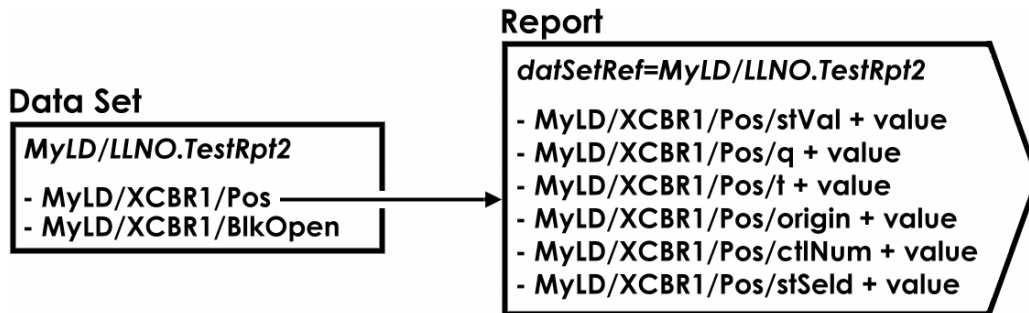 Data Set
MyLD/LLNO.TestRpt2
- MyLD/XCBR1/Pos
- MyLD/XCBR1/BlkOpen
Report
datSetRef=MyLD/LLNO.TestRpt2
- MyLD/XCBR1/Pos/stVal + value
- MyLD/XCBR1/Pos/q + value
- MyLD/XCBR1/Pos/t + value
- MyLD/XCBR1/Pos/origin + value
- MyLD/XCBR1/Pos/ctlNum + value
- MyLD/XCBR1/Pos/stSeld + value